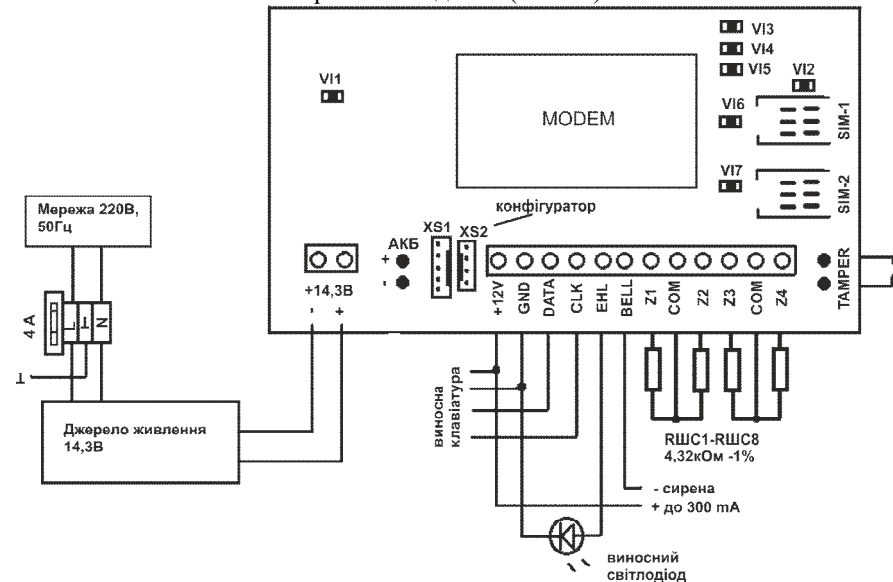 VI3
VI4
VI5
VI1
VI2
VI6
MODEM
SIM-1
VI7
SIM-2
Мережа 220В,
50Гц
конфігуратор
XS1
XS2
АКБ
+
-
+14,3В
- +
+12V
GND
DATA
CLK
EHL
BELL
Z1
COM
Z2
Z3
COM
Z4
TAMPER
4 А
L
N
виносна
клавіатура
Джерело живлення
14,3В
RШС1-RШС8
4,32кОм -1%
- сирена
+ до 300 mA
виносний
світлодіод